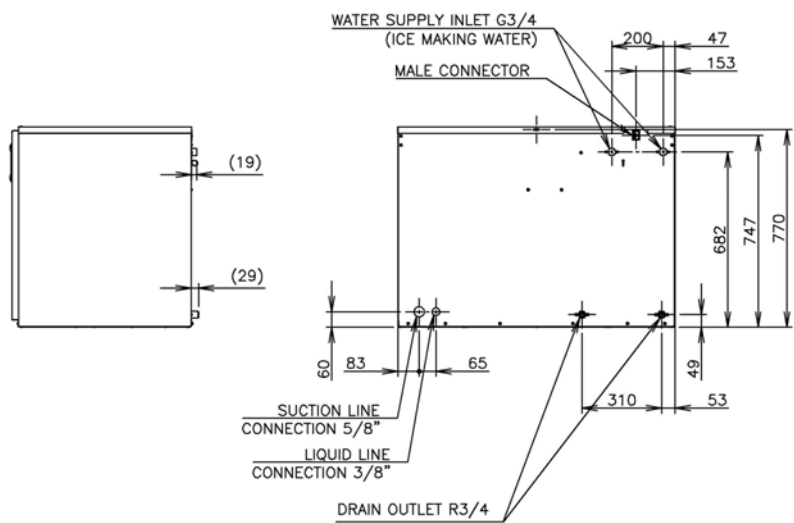 WATER SUPPLY INLET G3/4
(ICE MAKING WATER)
200
47
MALE CONNECTOR
153
(19)
682
747
770
(29)
60
83
65
49
310
53
SUCTION LINE
CONNECTION 5/8”
LIQUID LINE
CONNECTION 3/8”
DRAIN OUTLET R3/4